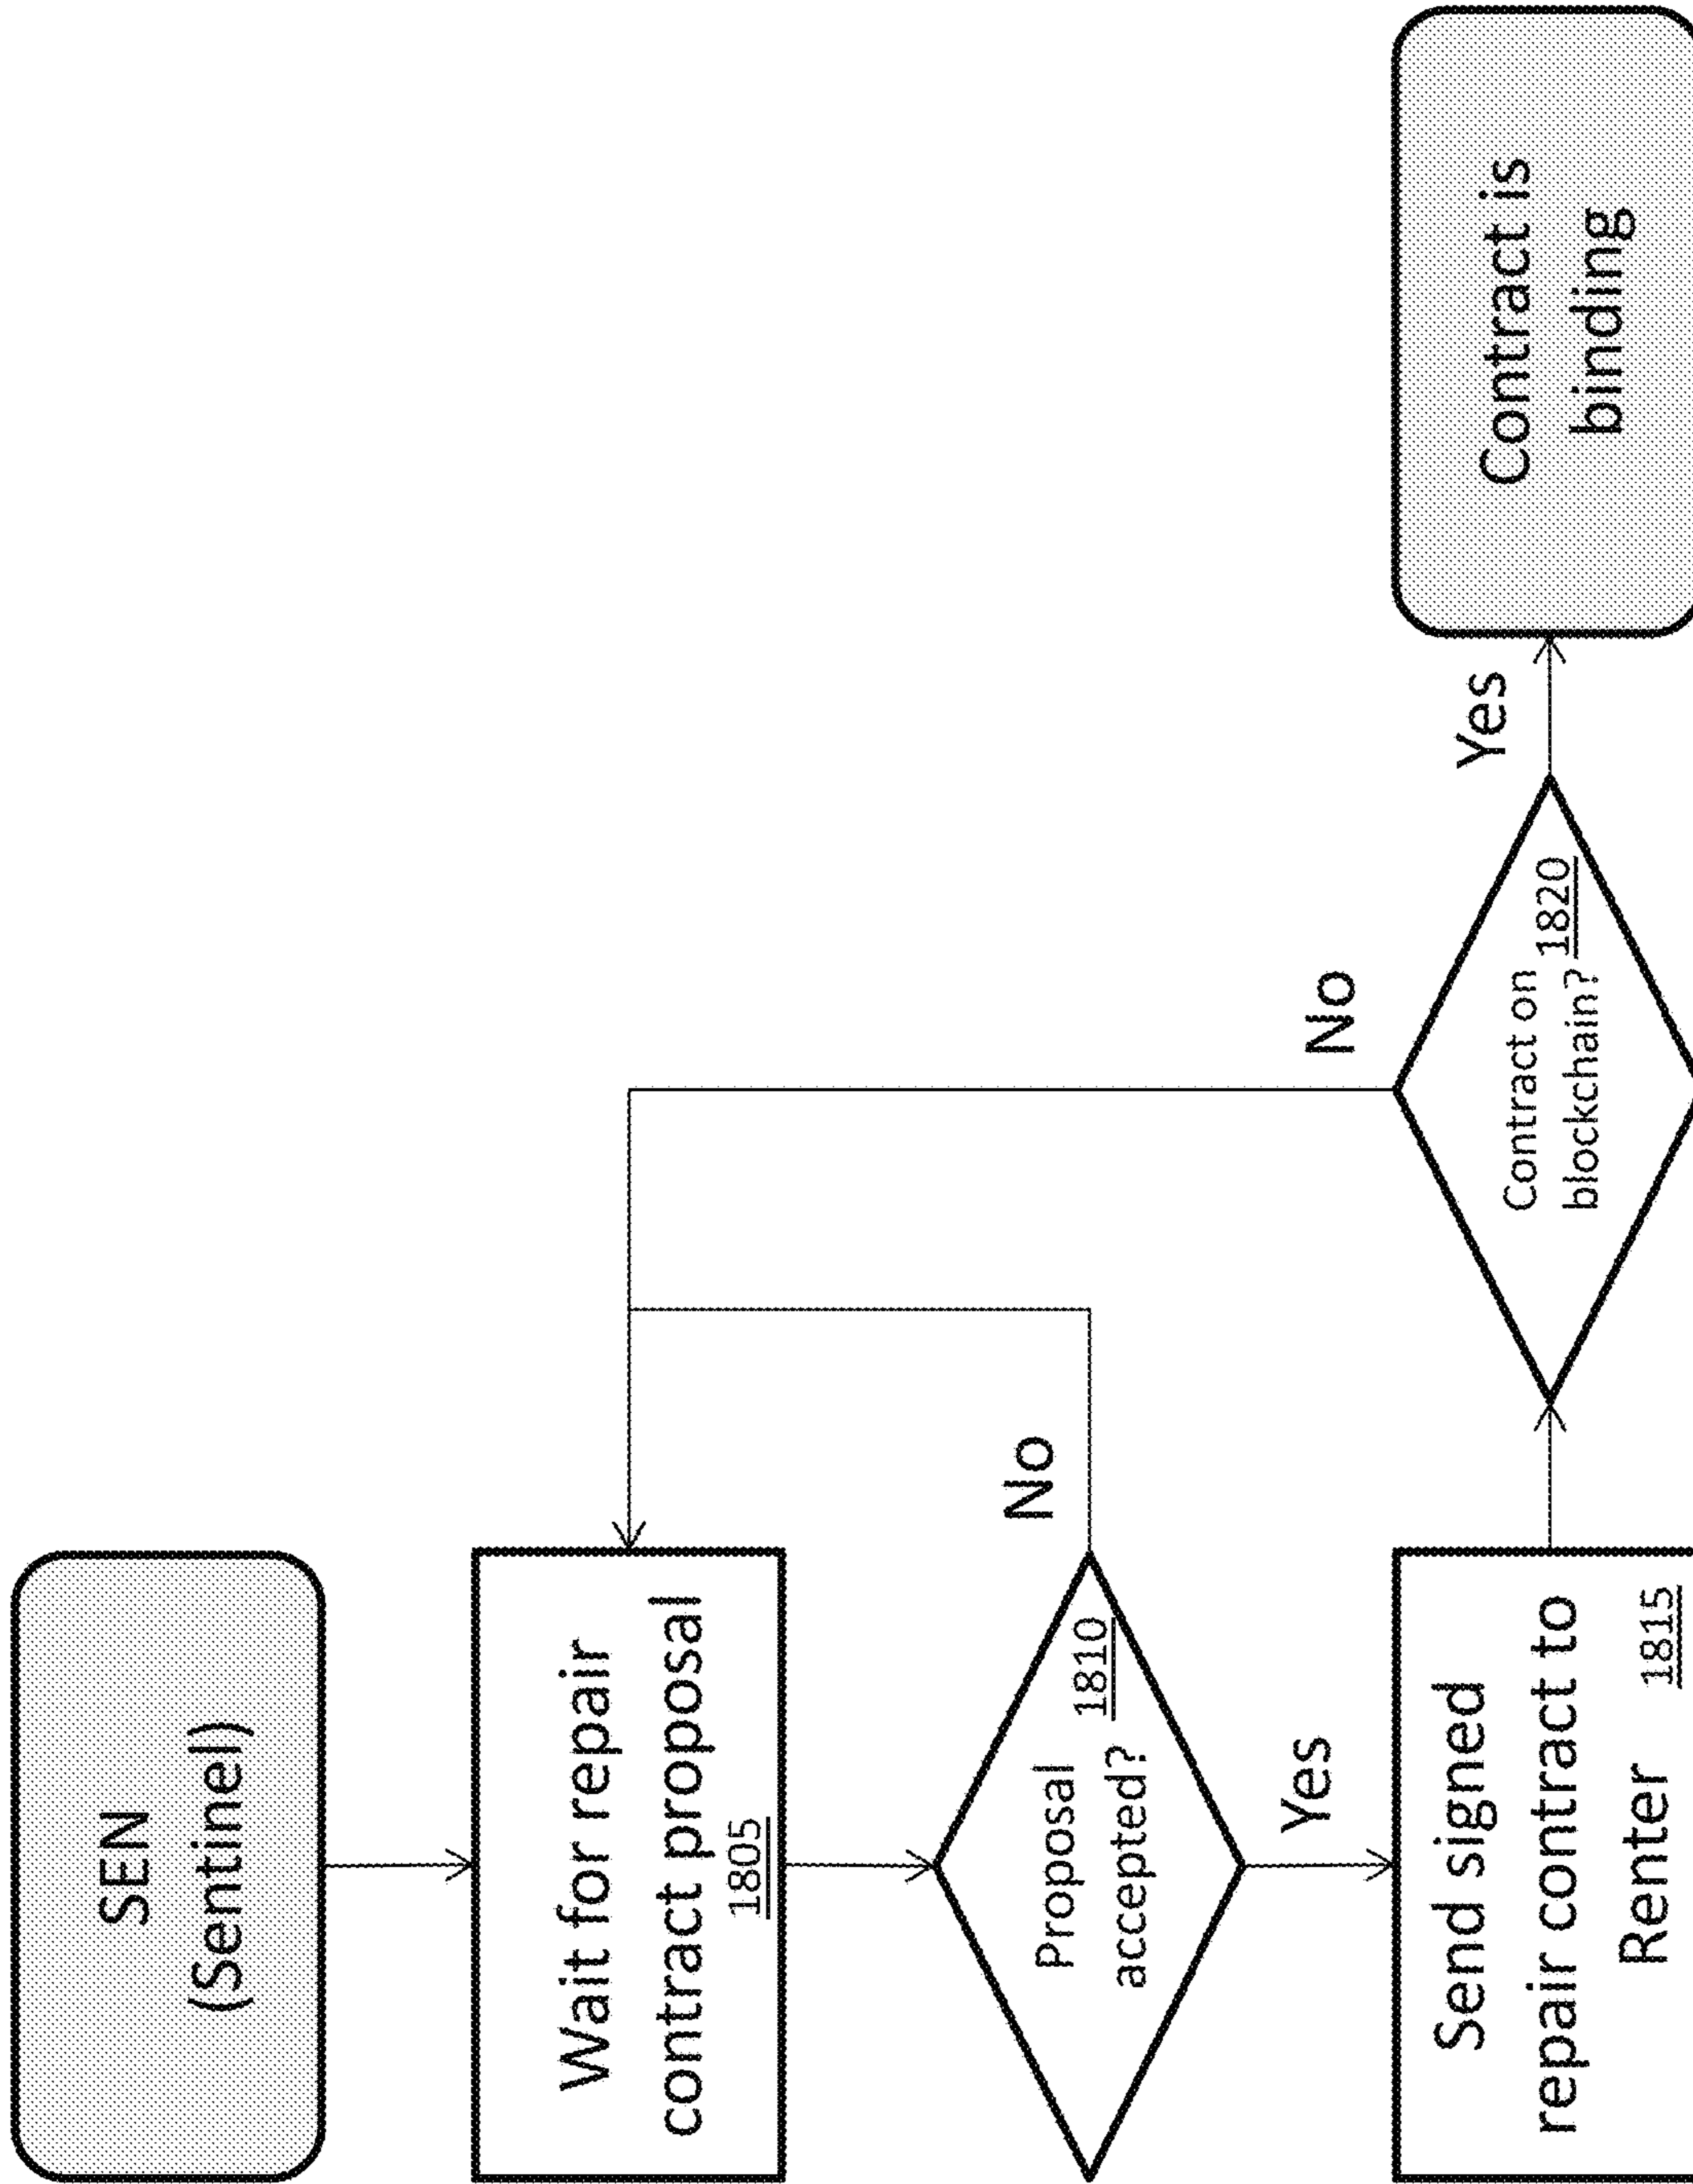 SEN
(Sentinel)
Wait for repair
contract proposal
1805
Proposal
accepted?
1810
No
Yes
Send signed
repair contract to
Renter
1815
Contract on
blockchain?
1820
No
Yes
Contract is
binding